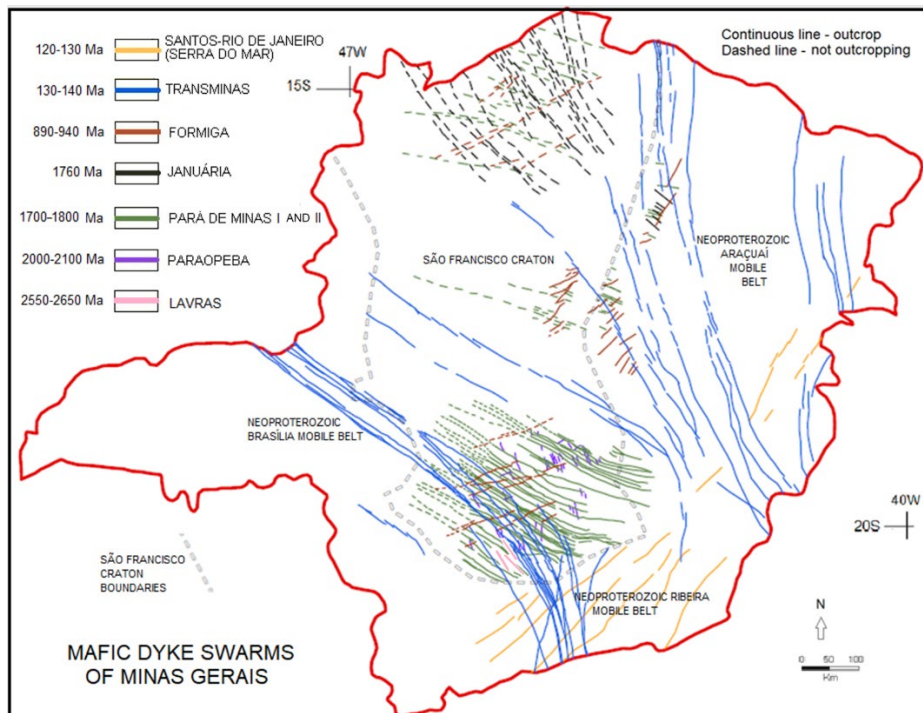 120-130 Ma
SANTOS-RIO DE JANEIRO
(SERRA DO MAR)
130-140 Ma
TRANSMINAS
890-940 Ma
FORMIGA
1760 Ma
JANUÁRIA
1700-1800 Ma
PARÁ DE MINAS I AND II
2000-2100 Ma
PARAOPEBA
2550-2650 Ma
LAVRAS
47W
15S
Continuous line - outcrop
Dashed line - not outcropping
SÃO FRANCISCO CRATON
NEOPROTEROZOIC
ARAÇUAÍ
MOBILE
BELT
NEOPROTEROZOIC
BRASÍLIA MOBILE BELT
40W
20S
SÃO FRANCISCO
CRATON
BOUNDARIES
NEOPROTEROZOIC RIBEIRA
MOBILE BELT
MAFIC DYKE SWARMS
OF MINAS GERAIS
N
0 50 100
Km